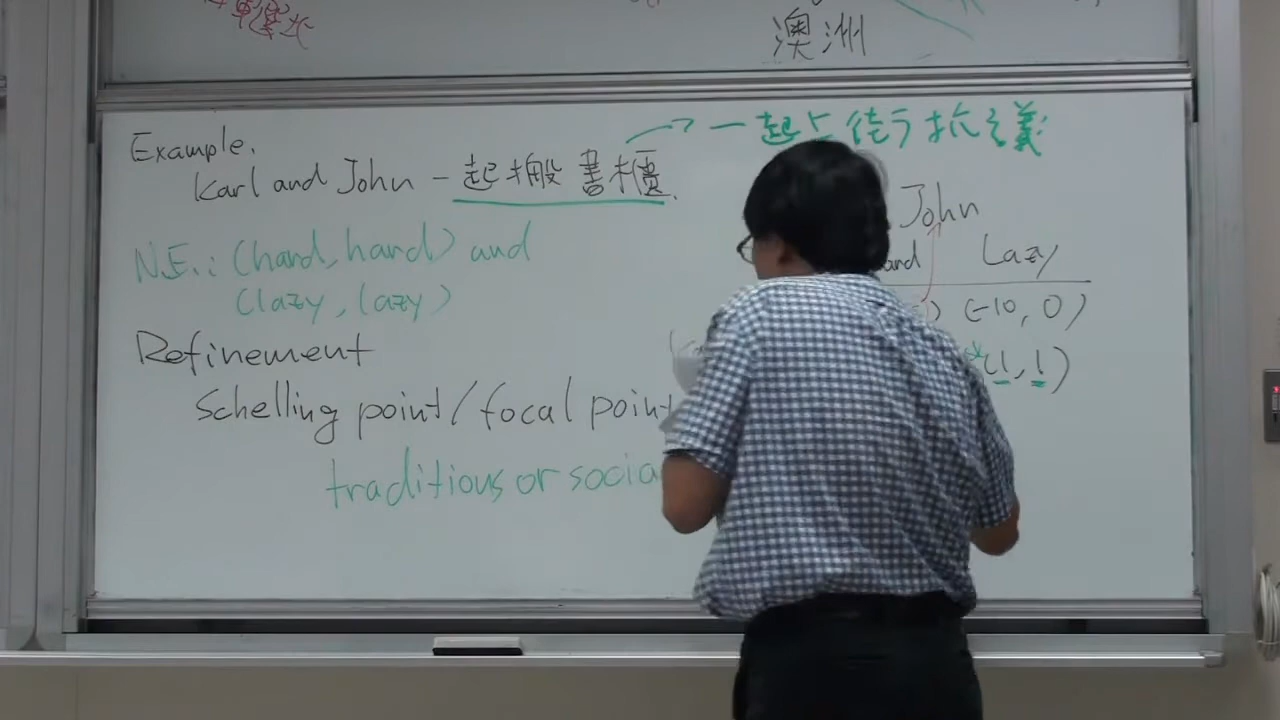 澳洲
Example.
Karl and John 一起搬書櫃.
→ 一起上街抗議
N.E.: (hard, hard) and
(lazy, lazy)
John
Lazy
(-10, 0)
*(1, 1)
Refinement
Schelling point/focal point
traditions or socia